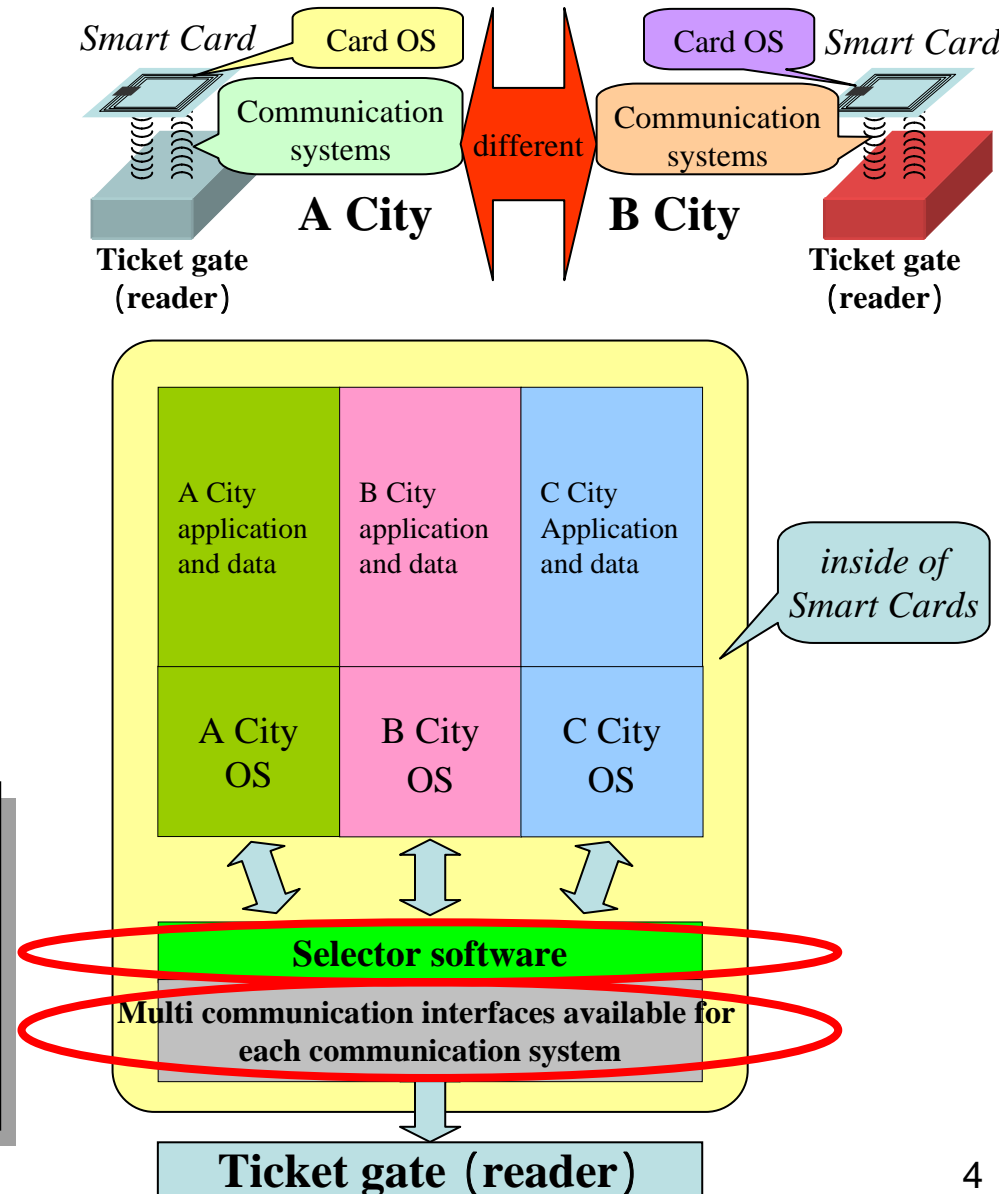 Smart Card
Card OS
Communication
systems
A City
Ticket gate
（reader）
different
Card OS
Smart Card
Communication
systems
B City
Ticket gate
（reader）
A City
application
and data
B City
application
and data
C City
Application
and data
inside of
Smart Cards
A City
OS
B City
OS
C City
OS
Selector software
Multi communication interfaces available for
each communication system
Ticket gate（reader）
4